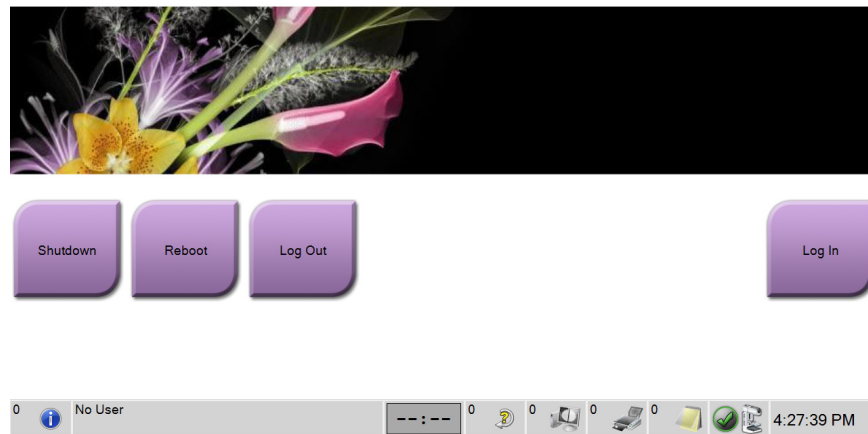 Shutdown
Reboot
Log Out
Log In
0
No User
--:--
0
0
0
0
4:27:39 PM